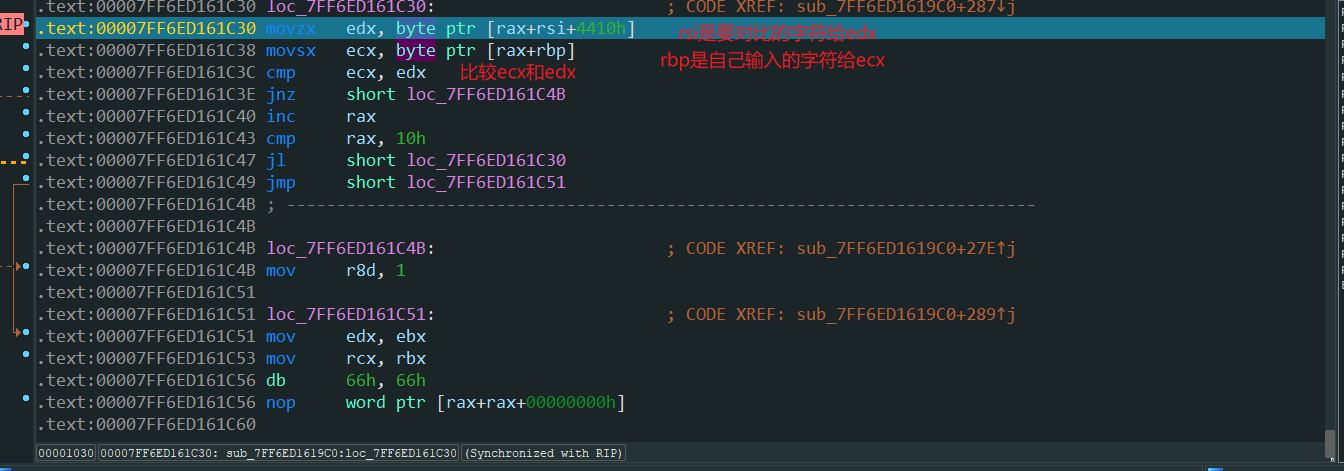 .text:00007FF6ED161C30 loc_7FF6ED161C30: ; CODE XREF: sub_7FF6ED1619C0+287↓j
RIP .text:00007FF6ED161C30 movzx edx, byte ptr [rax+rsi+4410h] rsi是要对比的字符给edx
.text:00007FF6ED161C38 movsx ecx, byte ptr [rax+rbp] rbp是自己输入的字符给ecx
.text:00007FF6ED161C3C cmp ecx, edx 比较ecx和edx
.text:00007FF6ED161C3E jnz short loc_7FF6ED161C4B
.text:00007FF6ED161C40 inc rax
.text:00007FF6ED161C43 cmp rax, 10h
.text:00007FF6ED161C47 jl short loc_7FF6ED161C30
.text:00007FF6ED161C49 jmp short loc_7FF6ED161C51
.text:00007FF6ED161C4B ; ---------------------------------------------------------------------------
.text:00007FF6ED161C4B
.text:00007FF6ED161C4B loc_7FF6ED161C4B: ; CODE XREF: sub_7FF6ED1619C0+27E↑j
.text:00007FF6ED161C4B mov r8d, 1
.text:00007FF6ED161C51
.text:00007FF6ED161C51 loc_7FF6ED161C51: ; CODE XREF: sub_7FF6ED1619C0+289↑j
.text:00007FF6ED161C51 mov edx, ebx
.text:00007FF6ED161C53 mov rcx, rbx
.text:00007FF6ED161C56 db 66h, 66h
.text:00007FF6ED161C56 nop word ptr [rax+rax+00000000h]
.text:00007FF6ED161C60
00001030 00007FF6ED161C30: sub_7FF6ED1619C0:loc_7FF6ED161C30 (Synchronized with RIP)